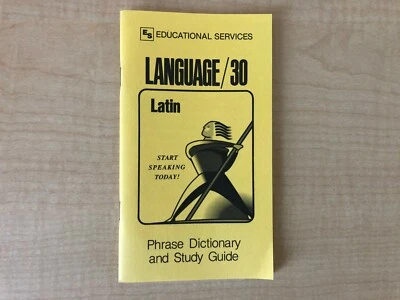 ES EDUCATIONAL SERVICES
LANGUAGE/30
Latin
START
SPEAKING
TODAY!
Phrase Dictionary
and Study Guide